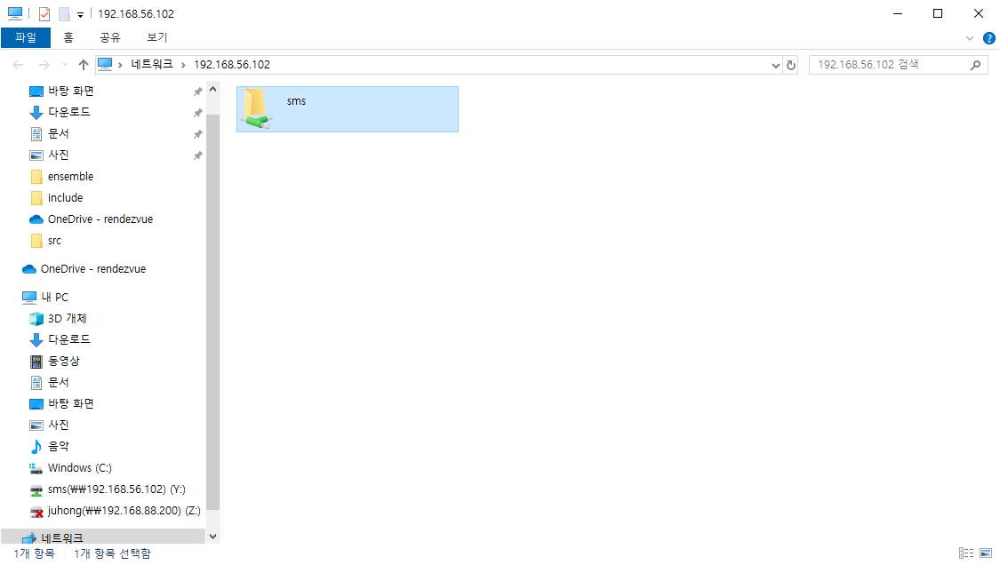 192.168.56.102
파일 홈 공유 보기
네트워크 › 192.168.56.102
192.168.56.102 검색
바탕 화면
다운로드
문서
사진
ensemble
include
OneDrive - rendezvue
src
OneDrive - rendezvue
내 PC
3D 개체
다운로드
동영상
문서
바탕 화면
사진
음악
Windows (C:)
sms(₩₩192.168.56.102) (Y:)
juhong(₩₩192.168.88.200) (Z:)
네트워크
sms
1개 항목 1개 항목 선택함